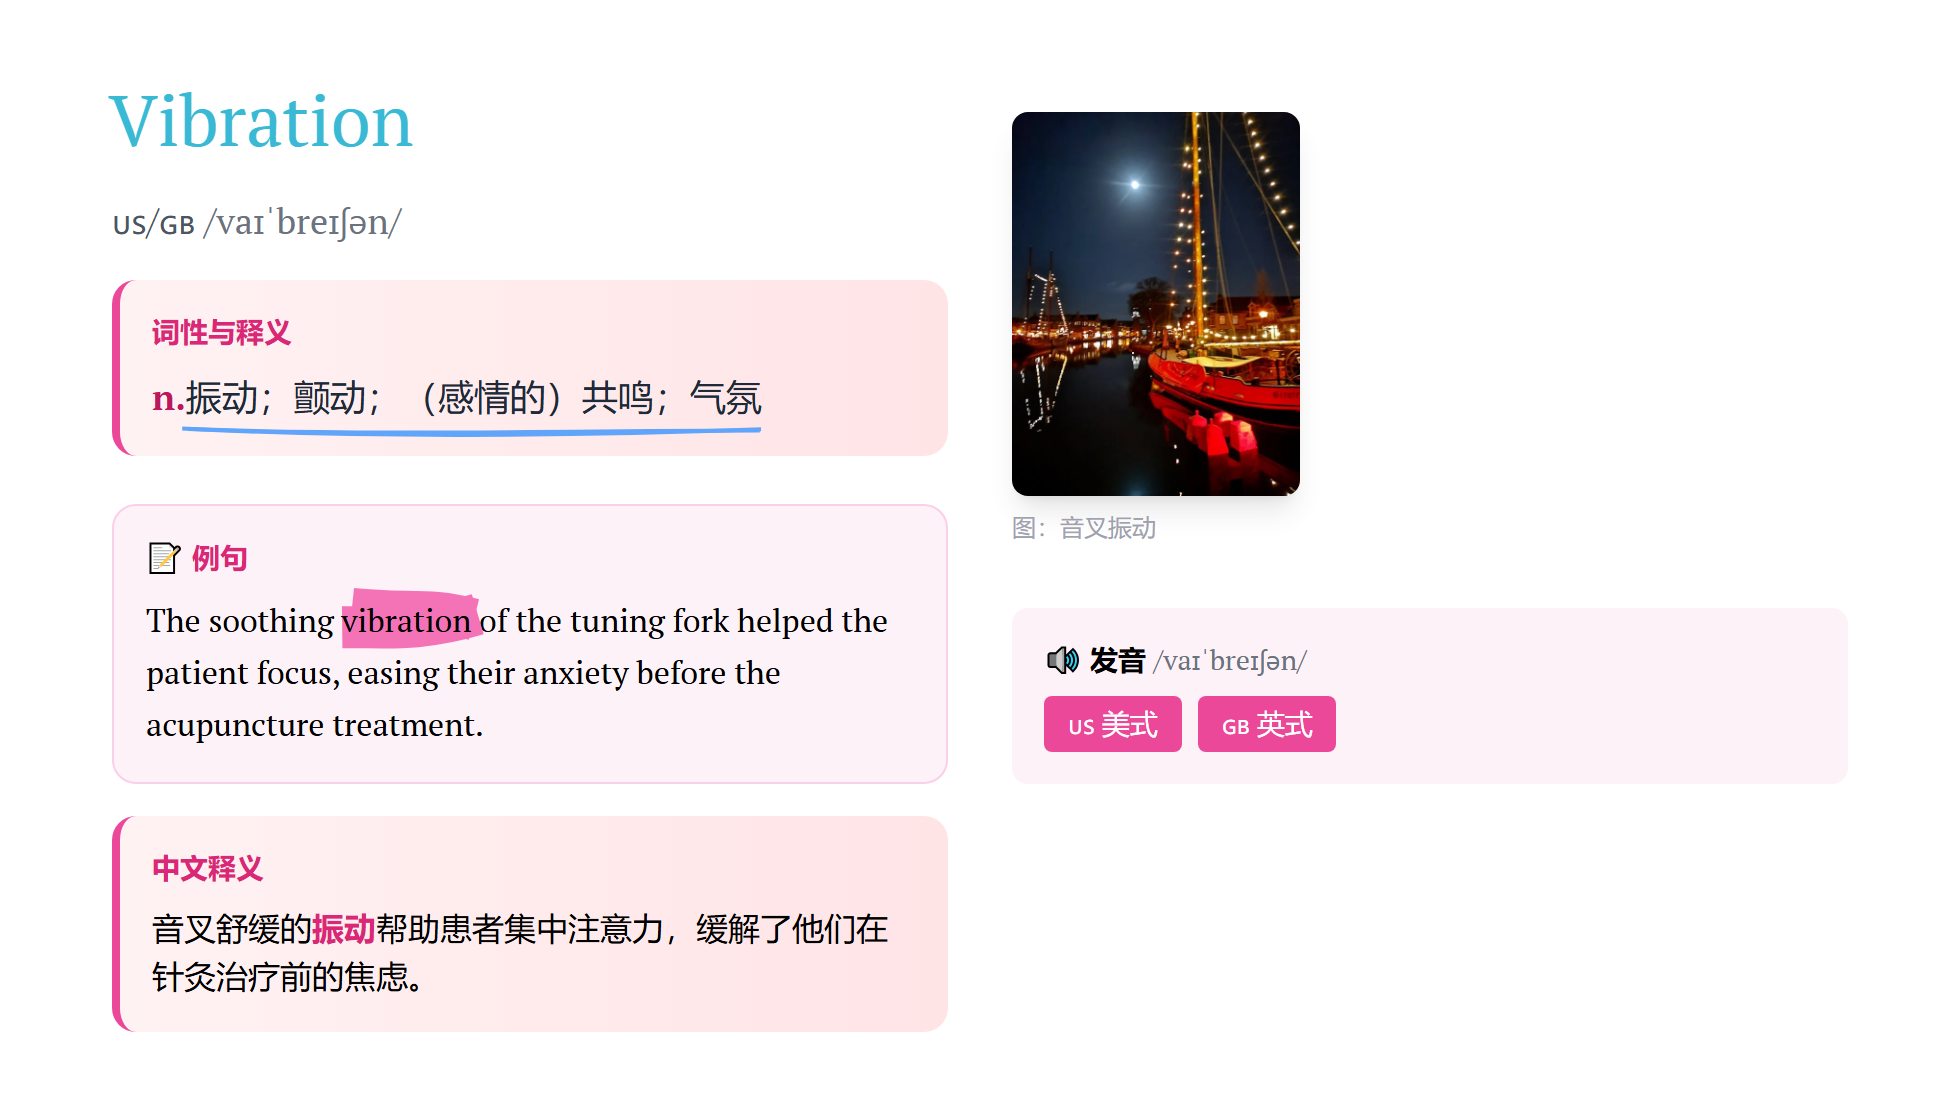 Vibration
US/GB /vaɪˈbreɪʃən/
词性与释义
n.振动；颤动；（感情的）共鸣；气氛
例句
The soothing vibration of the tuning fork helped the
patient focus, easing their anxiety before the
acupuncture treatment.
中文释义
音叉舒缓的振动帮助患者集中注意力，缓解了他们在
针灸治疗前的焦虑。
图：音叉振动
发音 /vaɪˈbreɪʃən/
US 美式
GB 英式